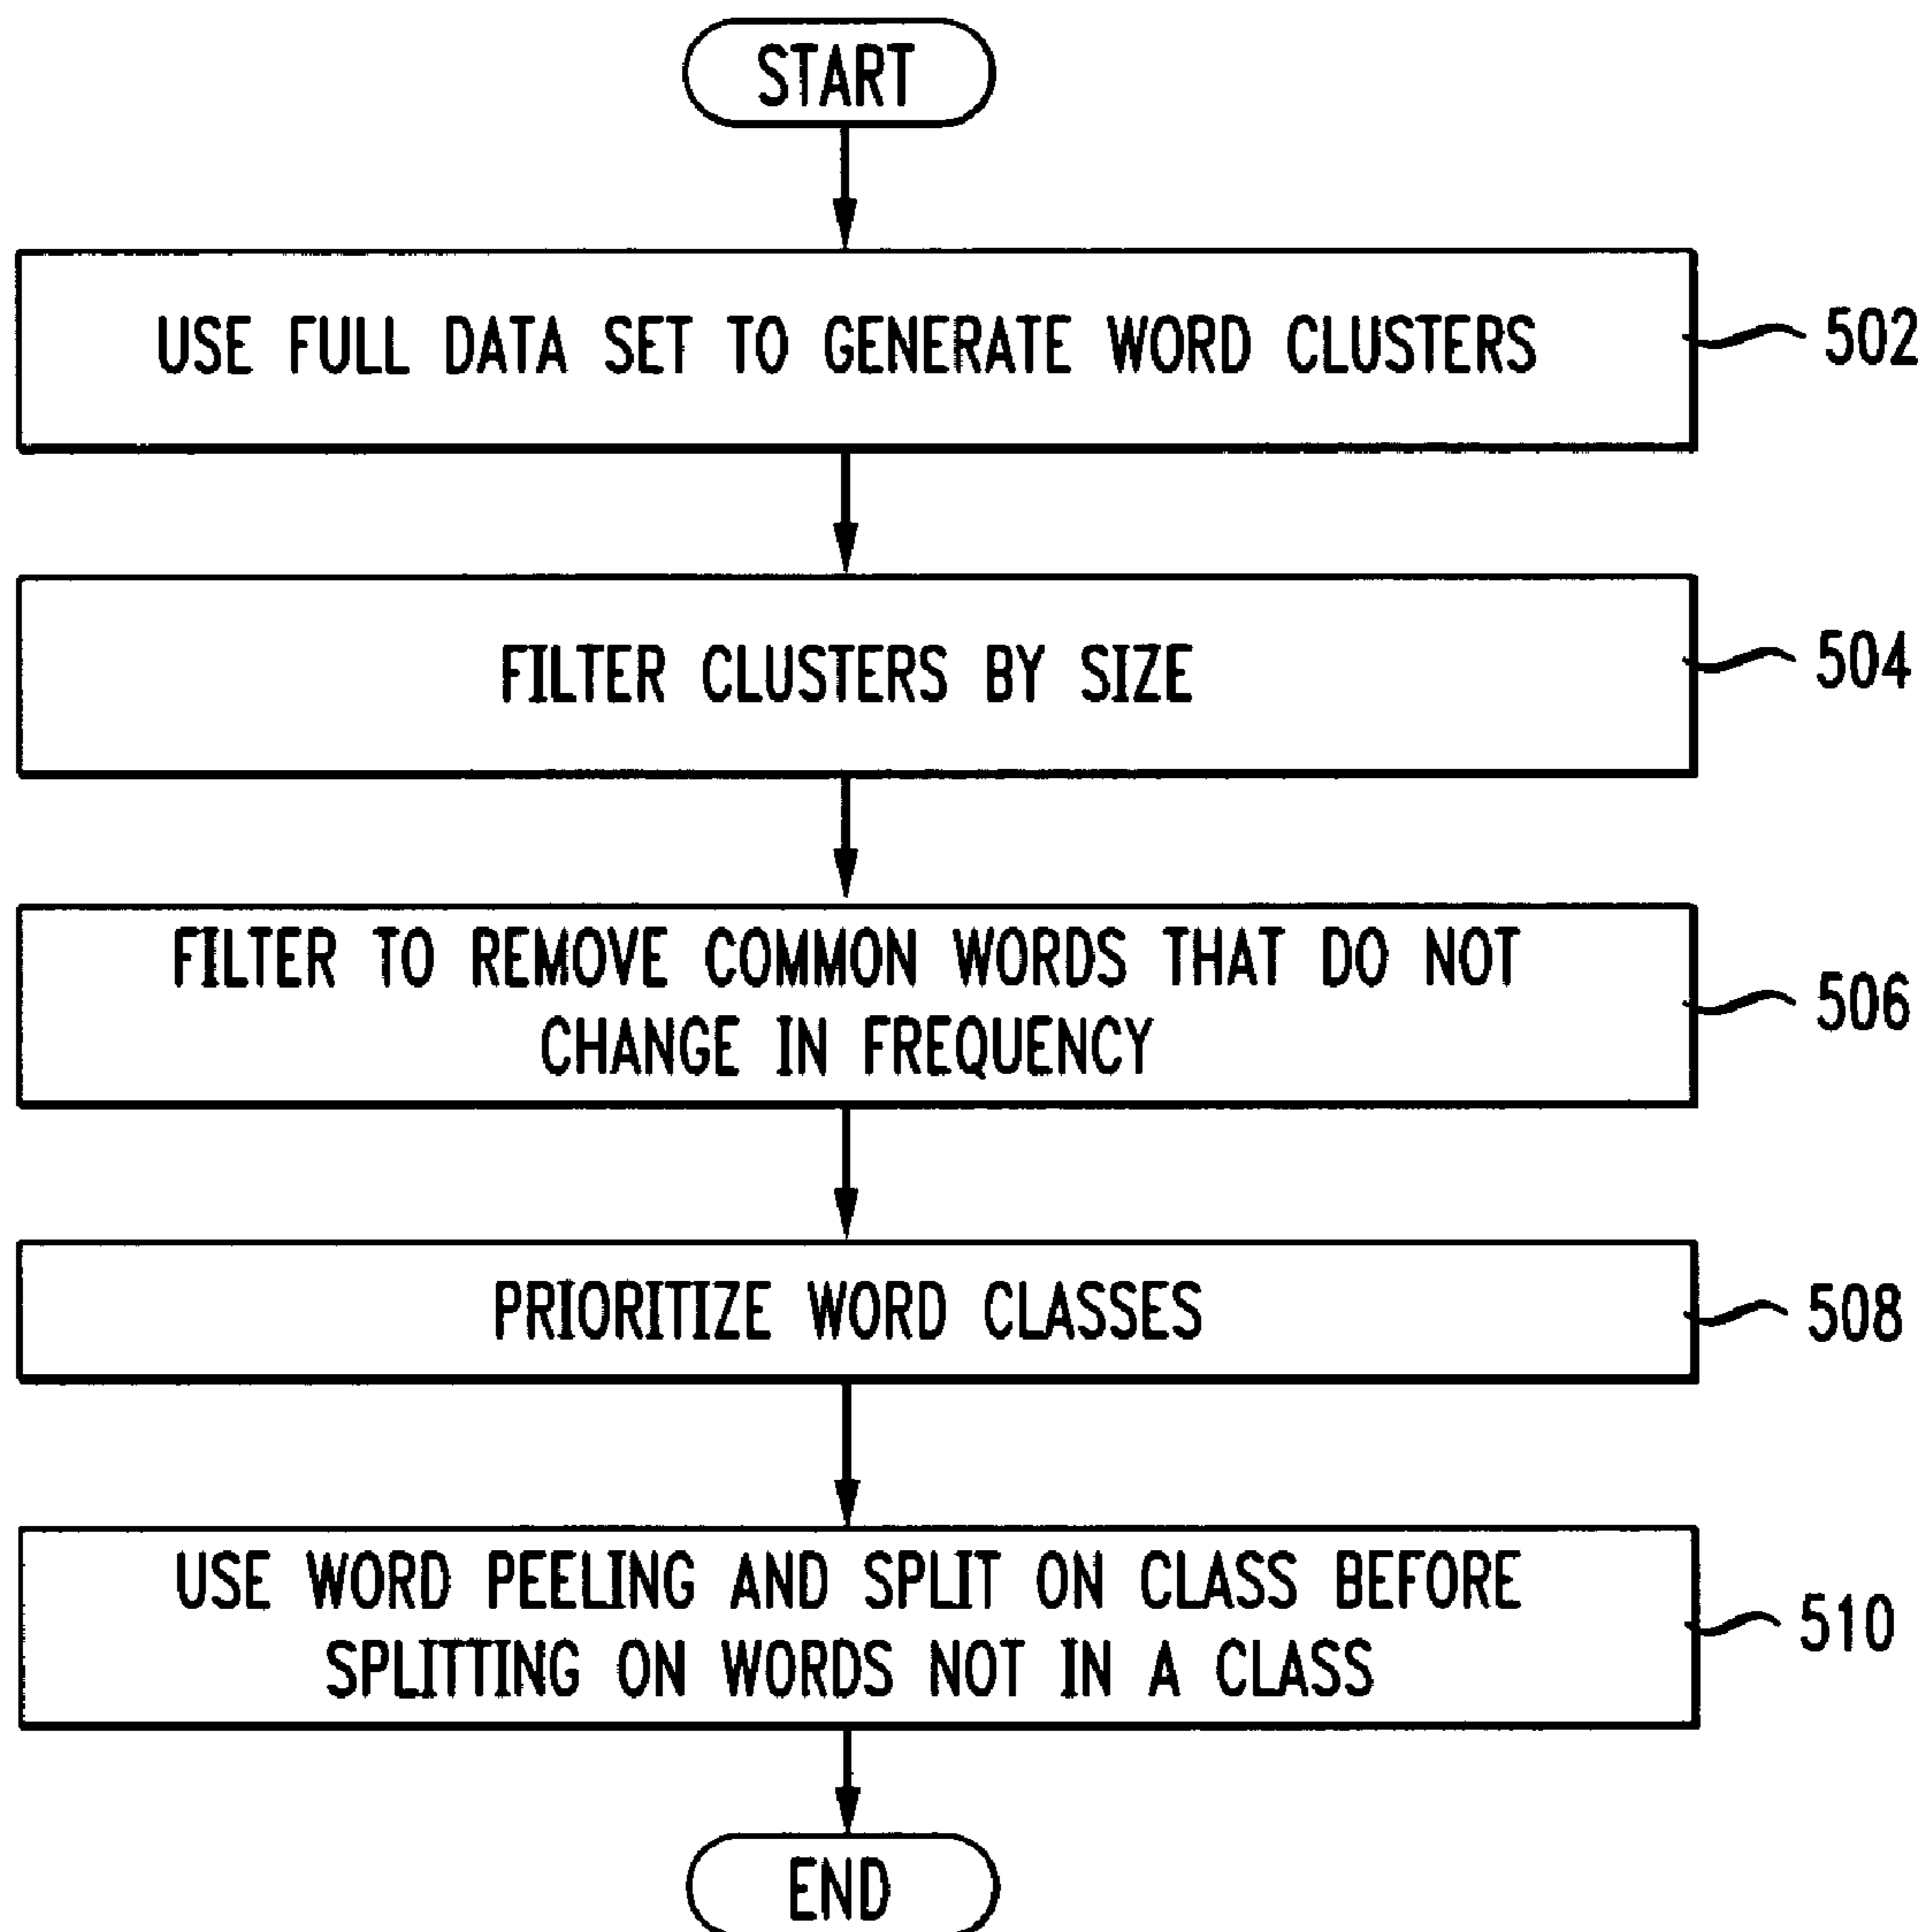 START
USE FULL DATA SET TO GENERATE WORD CLUSTERS
502
FILTER CLUSTERS BY SIZE
504
FILTER TO REMOVE COMMON WORDS THAT DO NOT
CHANGE IN FREQUENCY
506
PRIORITIZE WORD CLASSES
508
USE WORD PEELING AND SPLIT ON CLASS BEFORE
SPLITTING ON WORDS NOT IN A CLASS
510
END